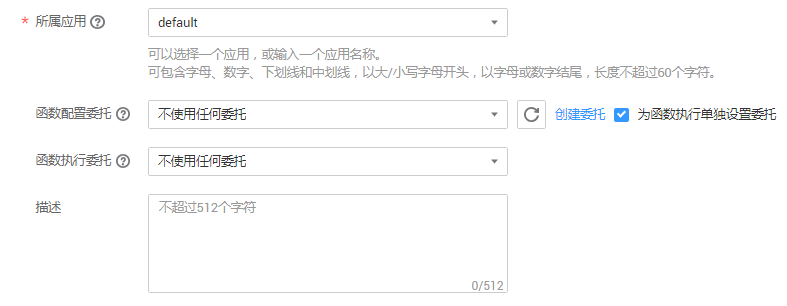 * 所属应用 default
可以选择一个应用，或输入一个应用名称。
可包含字母、数字、下划线和中划线，以大/小写字母开头，以字母或数字结尾，长度不超过60个字符。
函数配置委托 不使用任何委托 创建委托 为函数执行单独设置委托
函数执行委托 不使用任何委托
描述 不超过512个字符
0/512